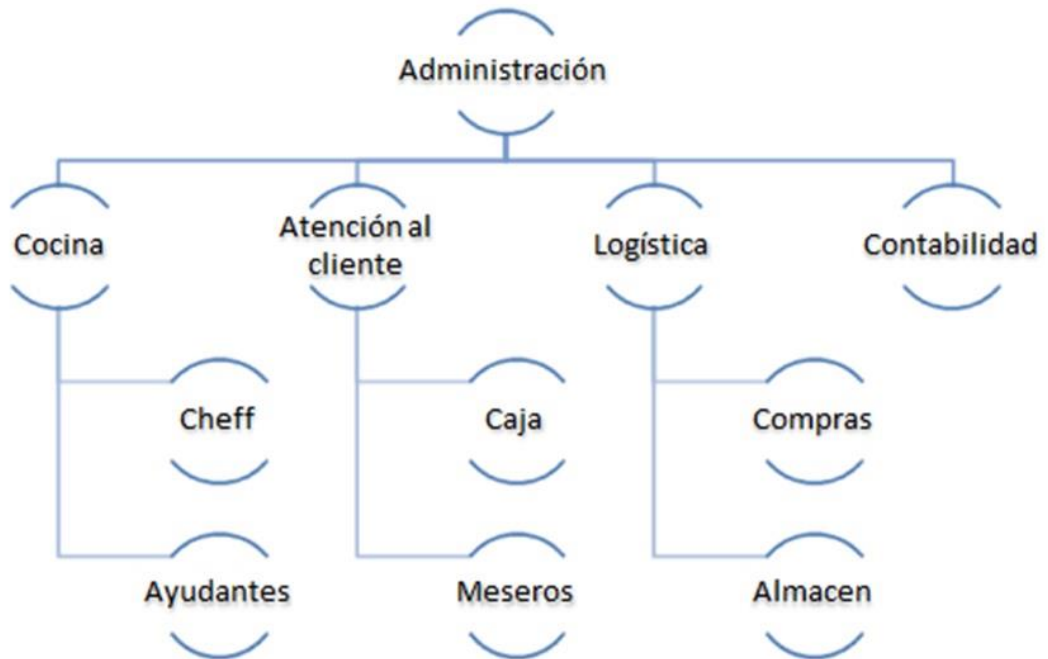 Administración
Cocina
Atención al
cliente
Logística
Contabilidad
Cheff
Caja
Compras
Ayudantes
Meseros
Almacen